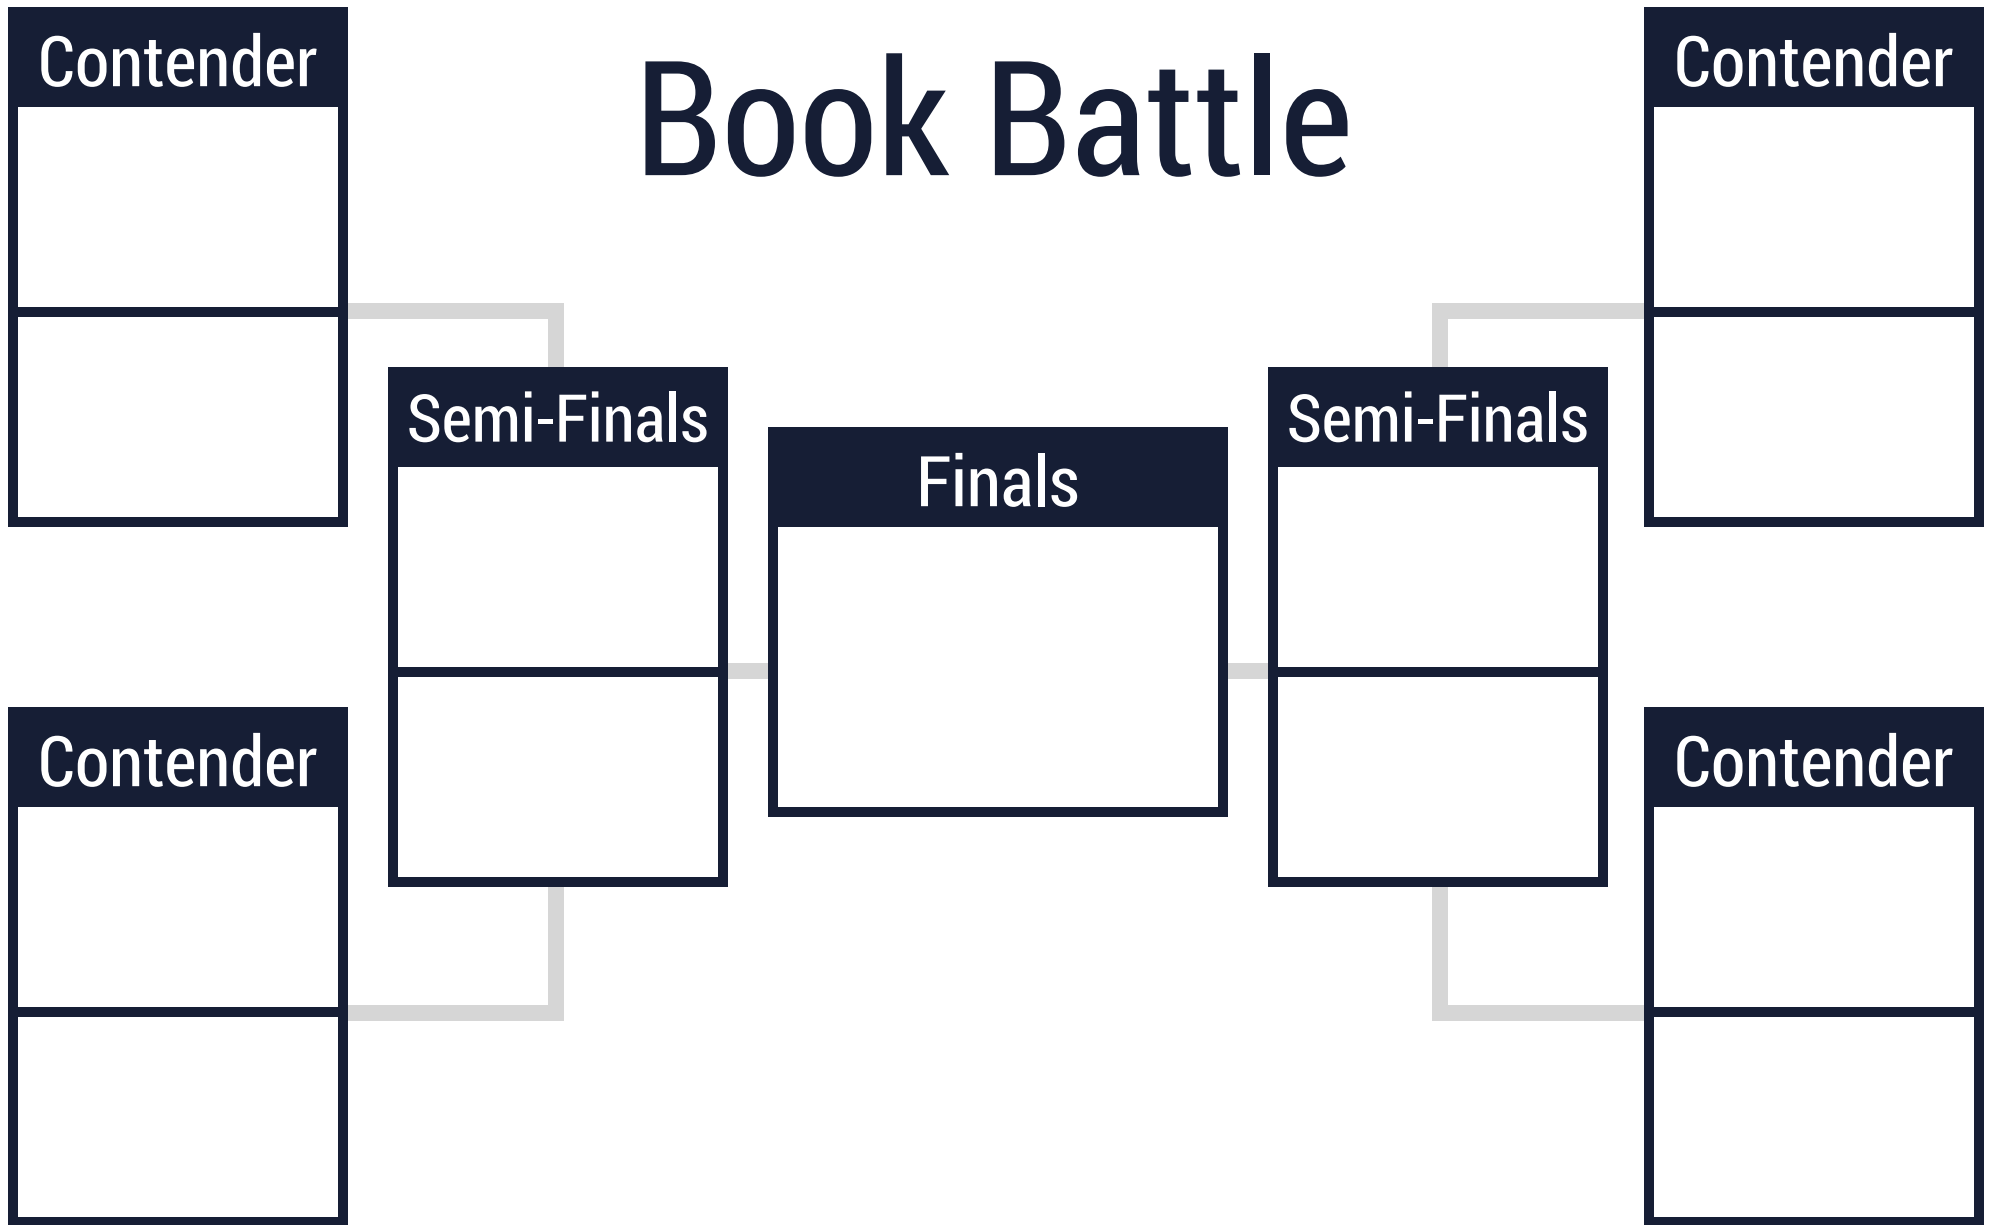 Book Battle
Contender
Contender
Semi-Finals
Semi-Finals
Finals
Contender
Contender